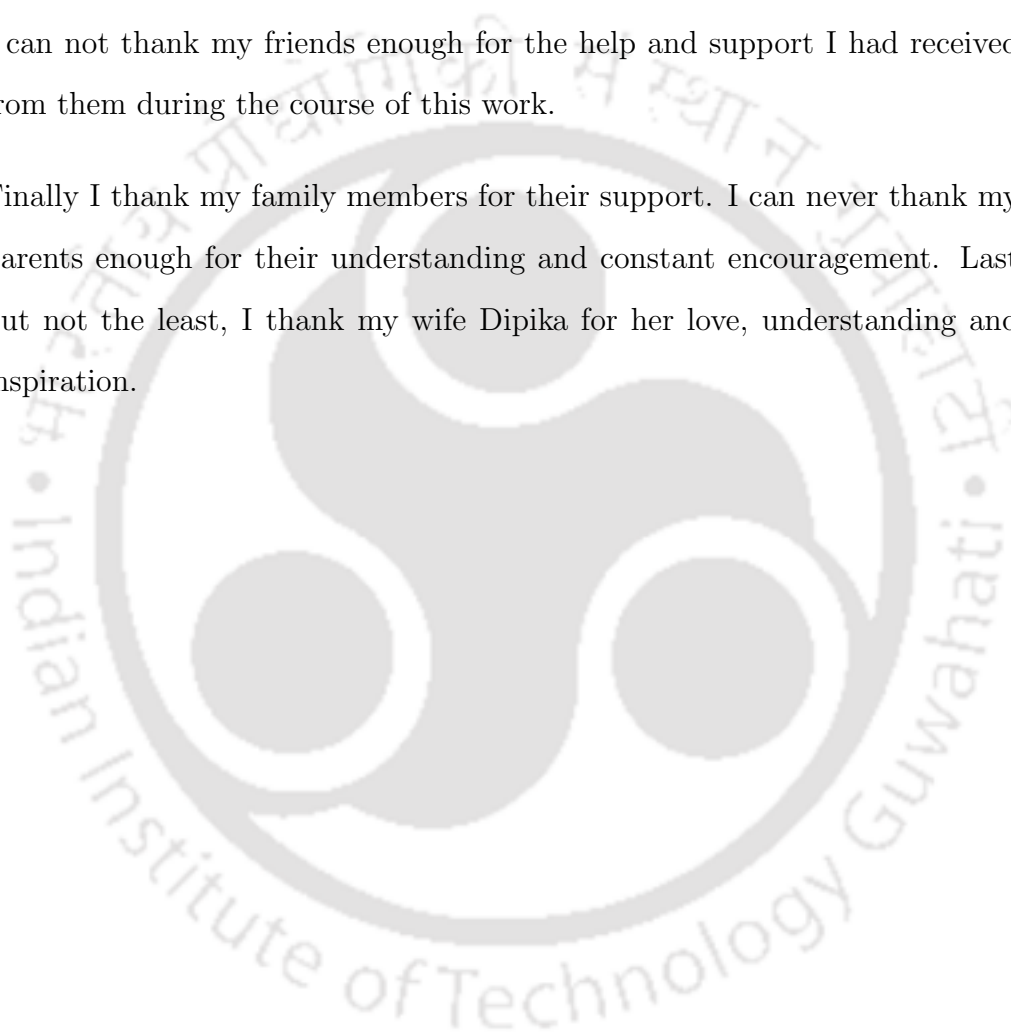 can not thank my friends enough for the help and support I had received
rom them during the course of this work.
inally I thank my family members for their support. I can never thank my
arents enough for their understanding and constant encouragement. Last
ut not the least, I thank my wife Dipika for her love, understanding and
nspiration.
भारतीय प्रौद्योगिकी संस्थान गुवाहाटी
• Indian Institute of Technology Guwahati •